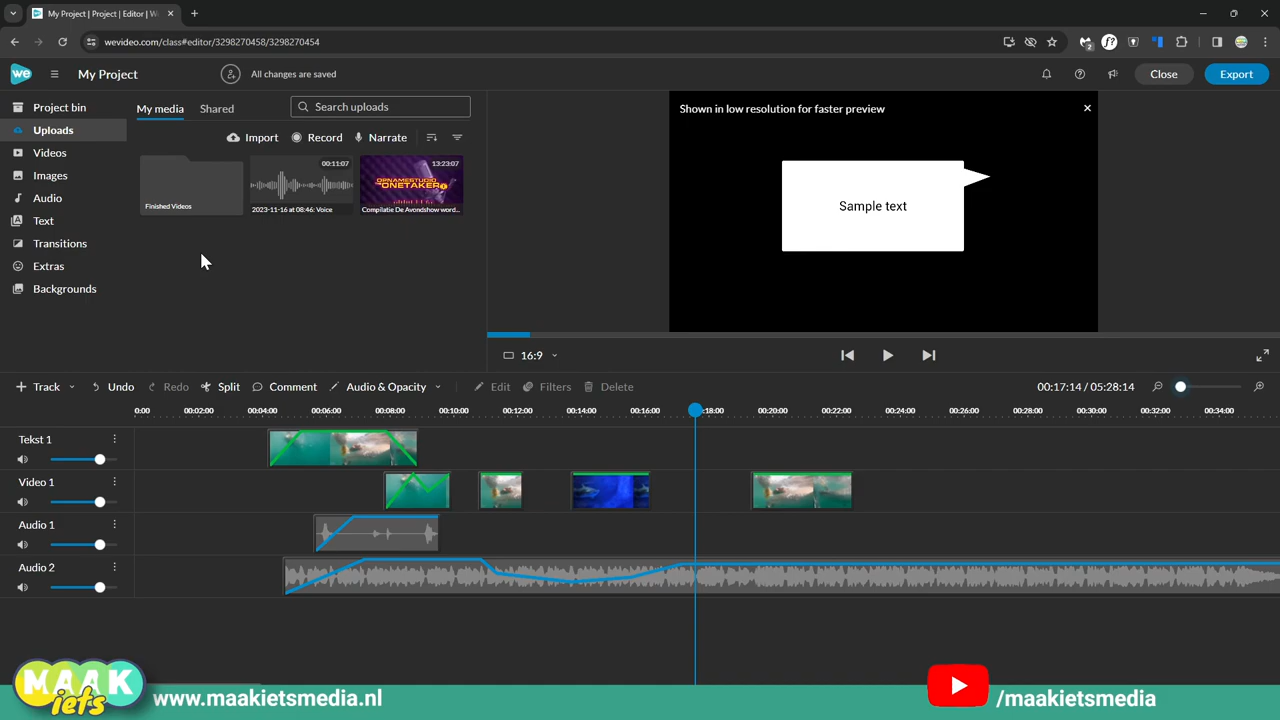 My Project | Project | Editor | W
wevideo.com/class#editor/3298270458/3298270454
2
f?
we
My Project
All changes are saved
Close
Export
Project bin
Uploads
Videos
Images
Audio
Text
Transitions
Extras
Backgrounds
My media
Shared
Search uploads
Import
Record
Narrate
Finished Videos
00:11:07
2023-11-16 at 08:46: Voice
13:23:07
OPNAMESTUDIO
ONETAKER
Compilatie De Avondshow word...
Shown in low resolution for faster preview
Sample text
16:9
Track
Undo
Redo
Split
Comment
Audio & Opacity
Edit
Filters
Delete
00:17:14 / 05:28:14
0:00 00:02:00 00:04:00 00:06:00 00:08:00 00:10:00 00:12:00 00:14:00 00:16:00 :18:00 00:20:00 00:22:00 00:24:00 00:26:00 00:28:00 00:30:00 00:32:00 00:34:00
Tekst 1
Video 1
Audio 1
Audio 2
MAAK
iets
www.maakietsmedia.nl
/maakietsmedia